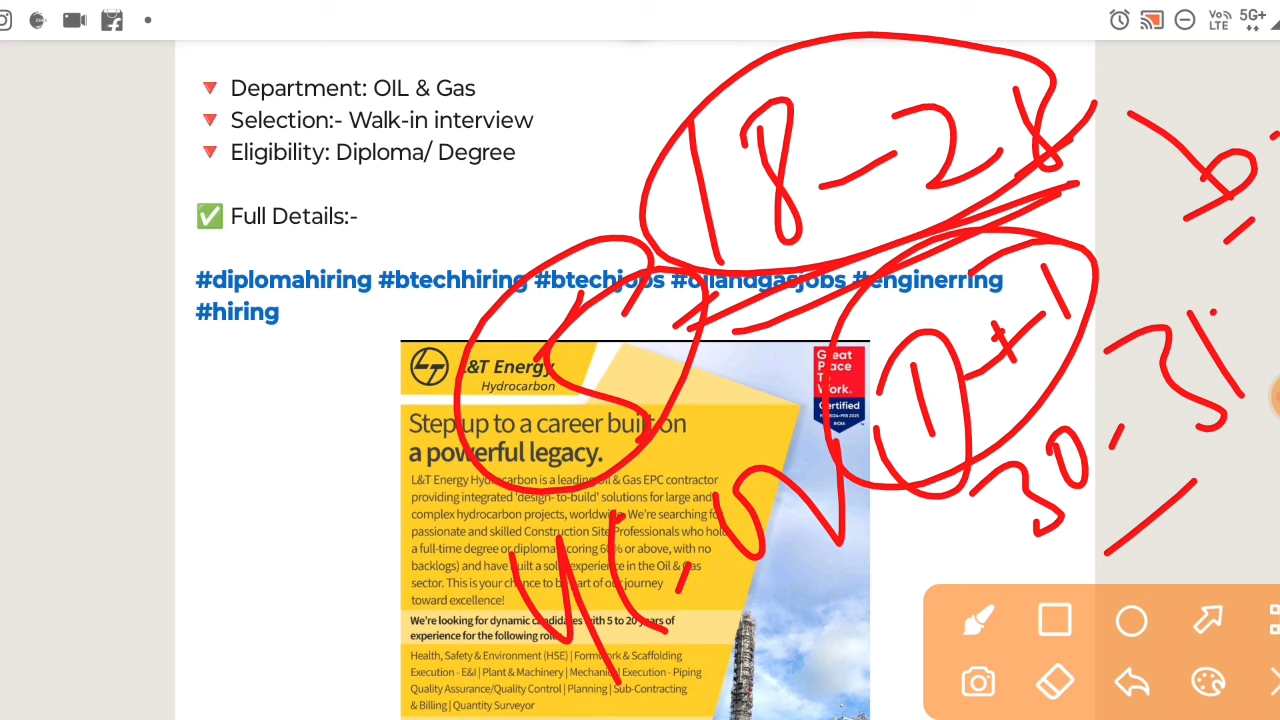 Vo)
LTE
5G+
🔻 Department: OIL & Gas
🔻 Selection:- Walk-in interview
🔻 Eligibility: Diploma/ Degree
✅ Full Details:-
#diplomahiring #btechhiring #btechjobs #oilandgasjobs #enginerring
#hiring
18-28
5
1+1
30
L&T Energy
Hydrocarbon
Great
Place
To
Work.
Certified
INDIA
Step up to a career built on
a powerful legacy.
L&T Energy Hydrocarbon is a leading Oil & Gas EPC contractor
providing integrated 'design-to-build' solutions for large and
complex hydrocarbon projects, worldwide. We're searching for
passionate and skilled Construction Site Professionals who hold
a full-time degree or diploma scoring 60% or above, with no
backlogs) and have built a solid experience in the Oil & Gas
sector. This is your chance to be part of our journey
toward excellence!
We're looking for dynamic candidates with 5 to 20 years of
experience for the following roles
Health, Safety & Environment (HSE) | Formwork & Scaffolding
Execution - E&I | Plant & Machinery | Mechanical Execution - Piping
Quality Assurance/Quality Control | Planning | Sub-Contracting
& Billing | Quantity Surveyor